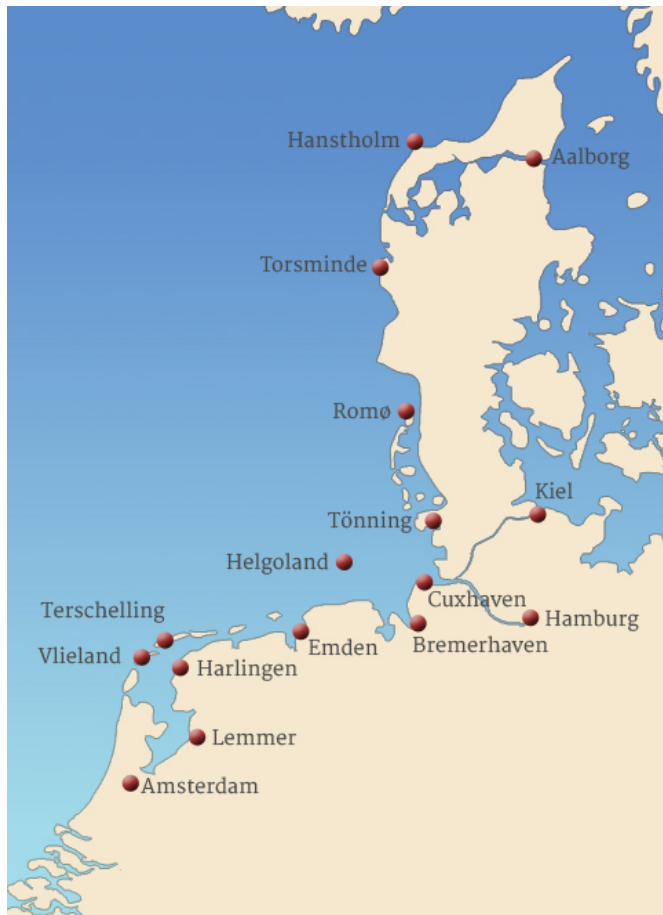 Hanstholm
Aalborg
Torsminde
Romø
Kiel
Tönning
Helgoland
Cuxhaven
Terschelling
Hamburg
Emden
Bremerhaven
Vlieland
Harlingen
Lemmer
Amsterdam